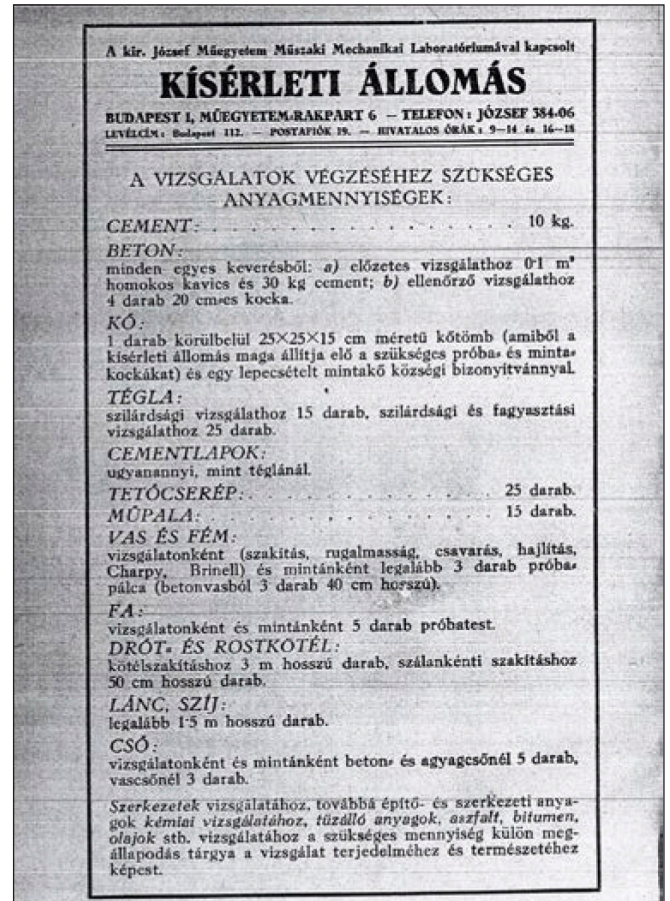 A kir. József Műegyetem Műszaki Mechanikai Laboratóriumával kapcsolt
KÍSÉRLETI ÁLLOMÁS
BUDAPEST I, MŰEGYETEM-RAKPART 6 — TELEFON: JÓZSEF 384-06
LEVÉLCÍM: Budapest 112. — POSTAFIÓK 19. — HIVATALOS ÓRÁK: 9—14 és 16—18
A VIZSGÁLATOK VÉGZÉSÉHEZ SZÜKSÉGES
ANYAGMENNYISÉGEK:
CEMENT: . . . . . . . . . . . . . . . . . 10 kg.
BETON:
minden egyes keverésből: a) előzetes vizsgálathoz 0·1 m³
homokos kavics és 30 kg cement; b) ellenőrző vizsgálathoz
4 darab 20 cm-es kocka.
KŐ:
1 darab körülbelül 25×25×15 cm méretű kőtömb (amiből a
kísérleti állomás maga állítja elő a szükséges próba- és minta-
kockákat) és egy lepecsételt mintakő községi bizonyítvánnyal.
TÉGLA:
szilárdsági vizsgálathoz 15 darab, szilárdsági és fagyasztási
vizsgálathoz 25 darab.
CEMENTLAPOK:
ugyanannyi, mint téglánál.
TETŐCSERÉP: . . . . . . . . . . . . . . 25 darab.
MŰPALA: . . . . . . . . . . . . . . . . 15 darab.
VAS ÉS FÉM:
vizsgálatonként (szakítás, rugalmasság, csavarás, hajlítás,
Charpy, Brinell) és mintánként legalább 3 darab próba-
pálca (betonvasból 3 darab 40 cm hosszú).
FA:
vizsgálatonként és mintánként 5 darab próbatest.
DRÓT- ÉS ROSTKÖTÉL:
kötélszakításhoz 3 m hosszú darab, szálankénti szakításhoz
50 cm hosszú darab.
LÁNC, SZÍJ:
legalább 1·5 m hosszú darab.
CSŐ:
vizsgálatonként és mintánként beton- és agyagcsőnél 5 darab,
vascsőnél 3 darab.
Szerkezetek vizsgálatához, továbbá építő- és szerkezeti anya-
gok kémiai vizsgálatához, tűzálló anyagok, aszfalt, bitumen,
olajok stb. vizsgálatához a szükséges mennyiség külön meg-
állapodás tárgya a vizsgálat terjedelméhez és természetéhez
képest.